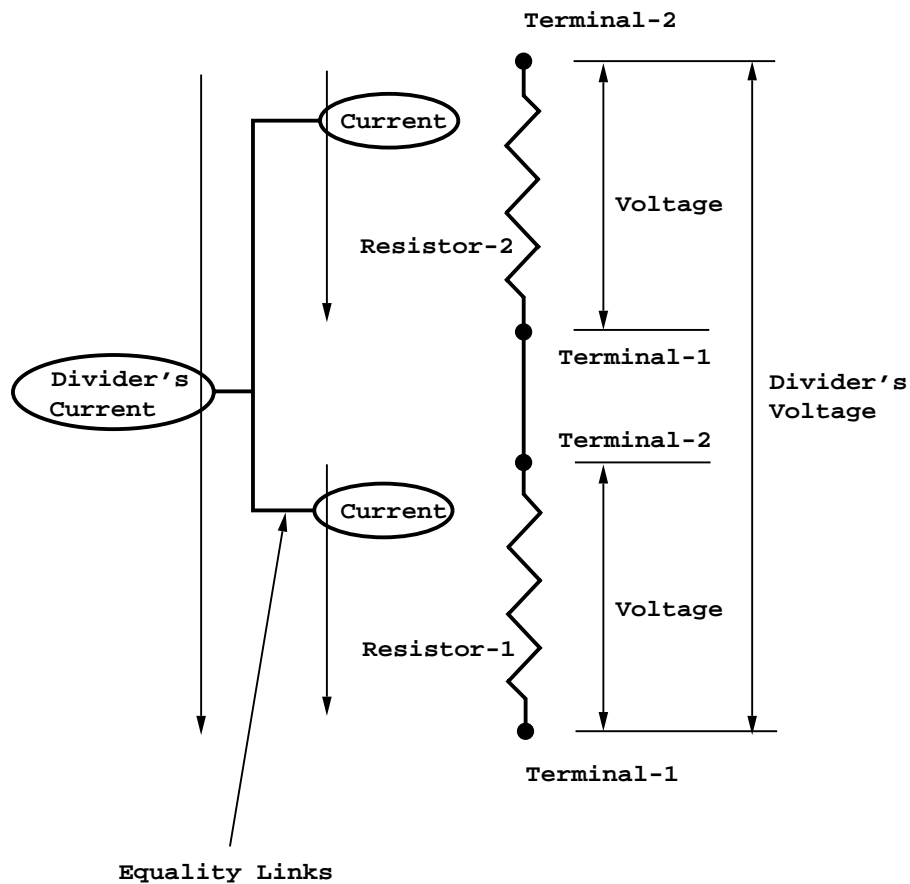 Terminal-2
Current
Voltage
Resistor-2
Terminal-1
Divider's
Current
Divider's
Voltage
Terminal-2
Current
Voltage
Resistor-1
Terminal-1
Equality Links